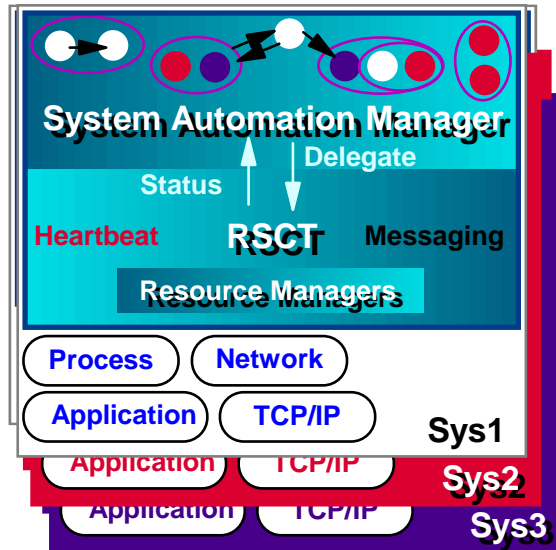 System Automation Manager
Delegate
Status
Heartbeat RSCT Messaging
Resource Managers
Process Network
Application TCP/IP
Sys1
Application TCP/IP
Sys2
Application TCP/IP
Sys3